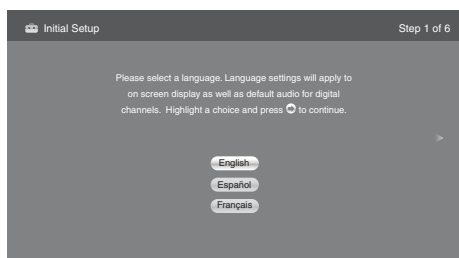 Initial Setup
Step 1 of 6
Please select a language. Language settings will apply to
on screen display as well as default audio for digital
channels. Highlight a choice and press to continue.
English
Español
Français